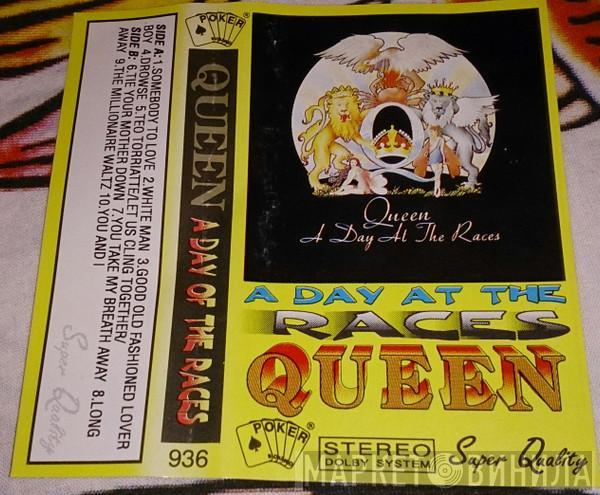 POKER®
SIDE A: 1.SOMEBODY TO LOVE 2.WHITE MAN 3.GOOD OLD FASHIONED LOVER
BOY 4.DROWSE 5.TEO TORRIATTE/LET US CLING TOGETHER/
SIDE B: 6.TIE YOUR MOTHER DOWN 7.YOU TAKE MY BREATH AWAY 8.LONG
AWAY 9.THE MILLIONAIRE WALTZ 10.YOU AND I
Super Quality
QUEEN A DAY OF THE RACES
936
Queen
A Day At The Races
A DAY AT THE
RACES
QUEEN
POKER®
STEREO
DOLBY SYSTEM
Super Quality
МАРКЕТ ВИНИЛА